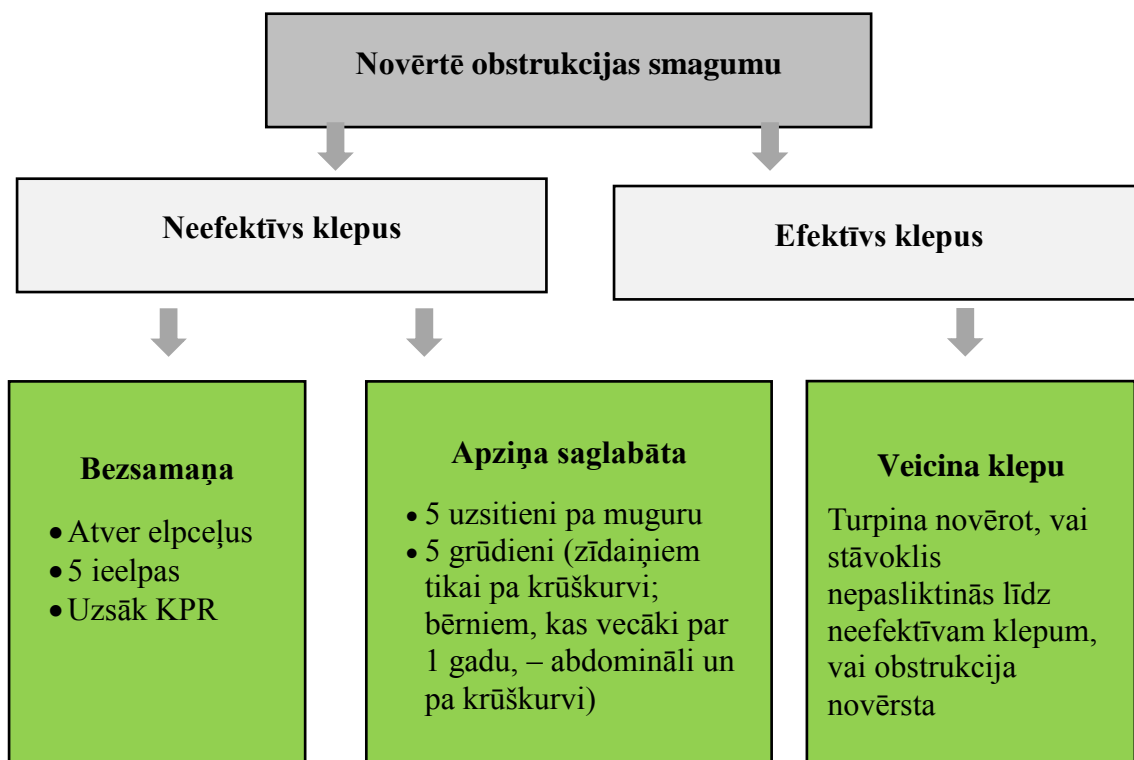 Novērtē obstrukcijas smagumu
Neefektīvs klepus
Efektīvs klepus
Bezsamaņa
• Atver elpceļus
• 5 ieelpas
• Uzsāk KPR
Apziņa saglabāta
• 5 uzsitieni pa muguru
• 5 grūdieni (zīdaiņiem
tikai pa krūškurvi;
bērniem, kas vecāki par
1 gadu, – abdomināli un
pa krūškurvi)
Veicina klepu
Turpina novērot, vai
stāvoklis
nepasliktinās līdz
neefektīvam klepum,
vai obstrukcija
novērsta